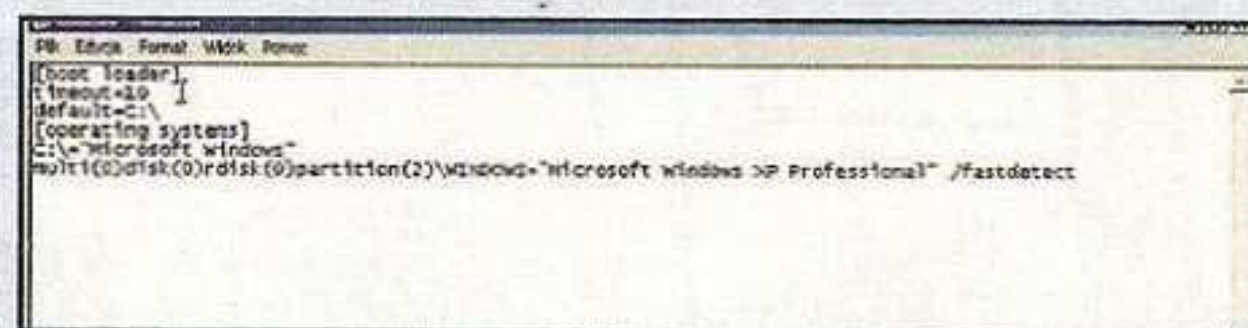 Plik Edycja Format Widok Pomoc
[boot loader]
timeout=10
default=C:\
[operating systems]
C:\="Microsoft Windows"
multi(0)disk(0)rdisk(0)partition(2)\WINDOWS="Microsoft Windows XP Professional" /fastdetect